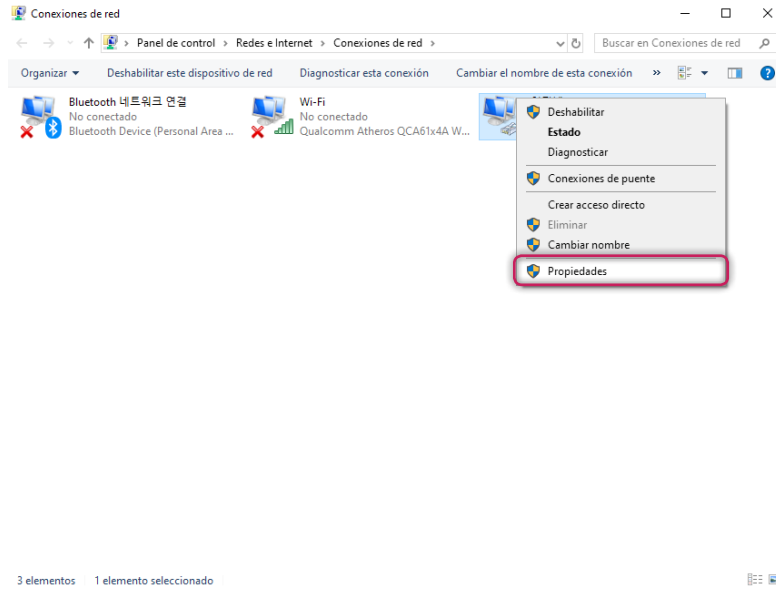 Conexiones de red
Panel de control > Redes e Internet > Conexiones de red >
Buscar en Conexiones de red
Organizar
Deshabilitar este dispositivo de red
Diagnosticar esta conexión
Cambiar el nombre de esta conexión
»
Bluetooth 네트워크 연결
No conectado
Bluetooth Device (Personal Area ...
Wi-Fi
No conectado
Qualcomm Atheros QCA61x4A W...
Deshabilitar
Estado
Diagnosticar
Conexiones de puente
Crear acceso directo
Eliminar
Cambiar nombre
Propiedades
3 elementos
1 elemento seleccionado